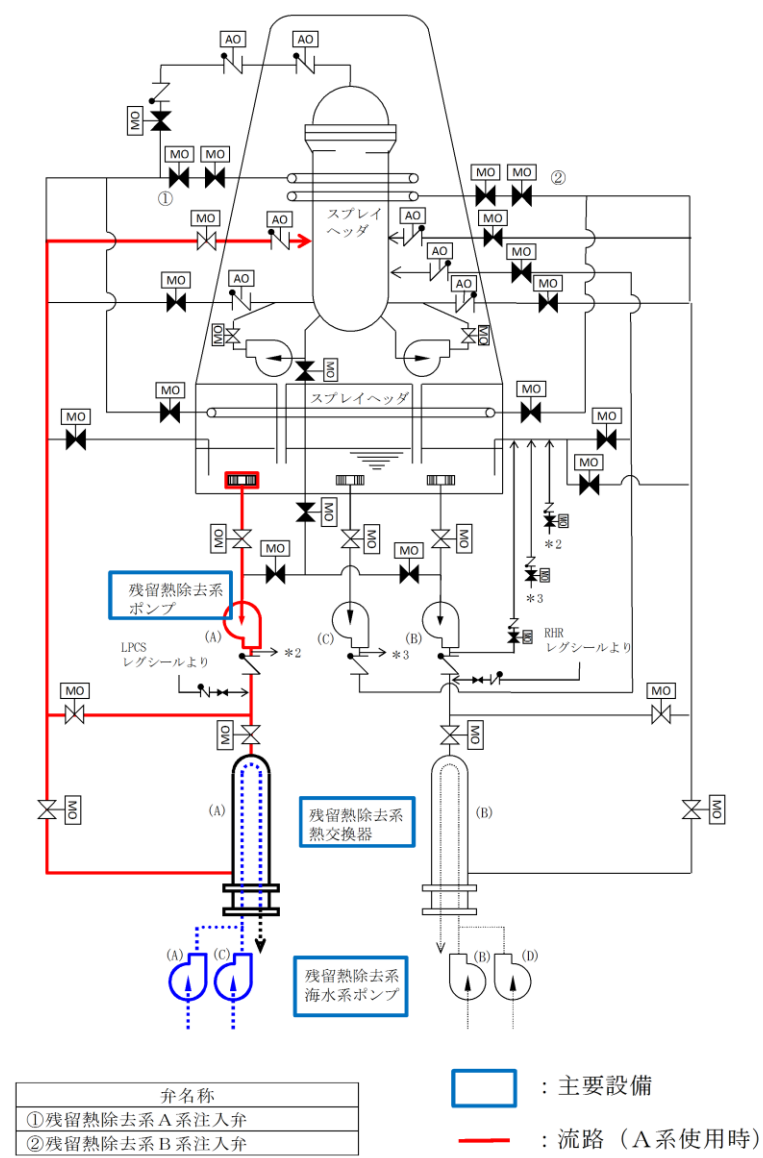 AO
AO
MO
MO
MO
②
MO
MO
①
スプレイ
ヘッダ
MO
AO
AO
MO
AO
MO
MO
AO
AO
MO
MO
MO
MO
スプレイヘッダ
MO
MO
MO
MO
MO
MO
MO
MO
MO
MO
MO
MO
MO
＊2
MO
＊3
MO
残留熱除去系
ポンプ
(A)
(C)
(B)
LPCS
レグシールより
＊2
＊3
RHR
レグシールより
MO
MO
MO
MO
MO
MO
(A)
残留熱除去系
熱交換器
(B)
(A)
(C)
残留熱除去系
海水系ポンプ
(B)
(D)
弁名称
①残留熱除去系A系注入弁
②残留熱除去系B系注入弁
：主要設備
：流路（A系使用時）